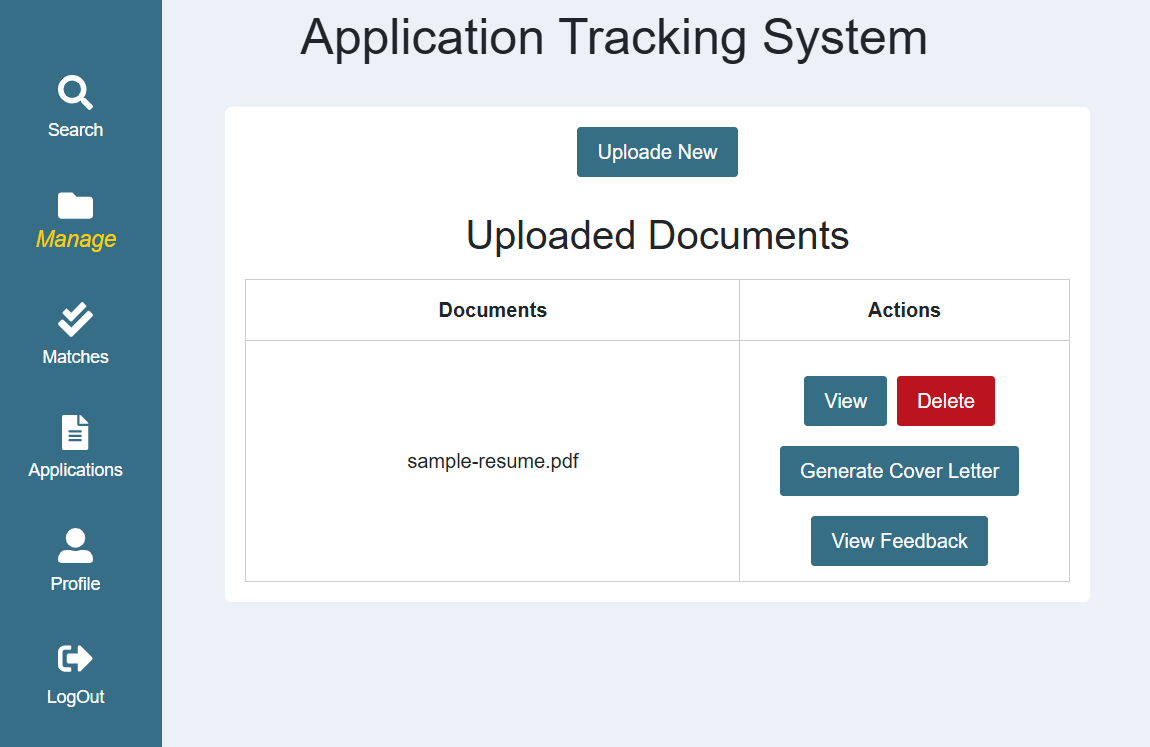 Application Tracking System
Search
Manage
Matches
Applications
Profile
LogOut
Uploade New
Uploaded Documents
Documents Actions
sample-resume.pdf
View Delete
Generate Cover Letter
View Feedback